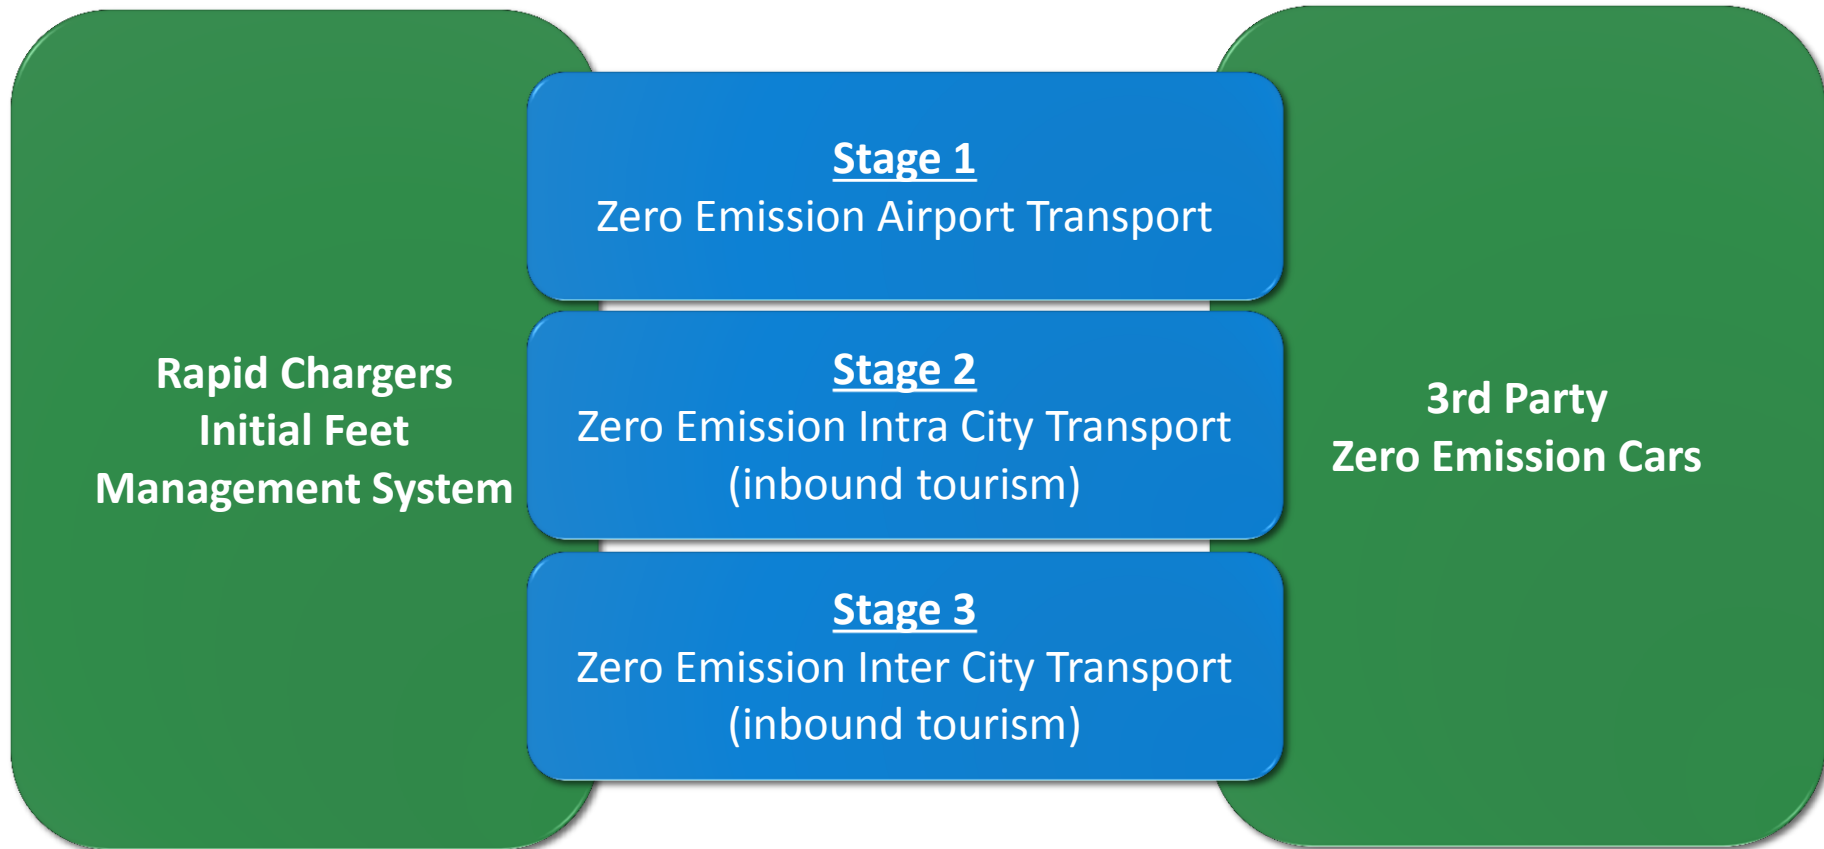 Rapid Chargers
Initial Feet
Management System
Stage 1
Zero Emission Airport Transport
Stage 2
Zero Emission Intra City Transport
(inbound tourism)
Stage 3
Zero Emission Inter City Transport
(inbound tourism)
3rd Party
Zero Emission Cars